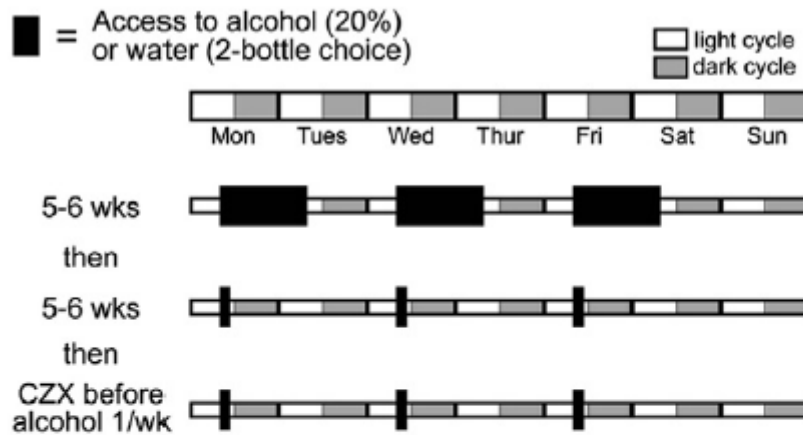 = Access to alcohol (20%)
or water (2-bottle choice)
light cycle
dark cycle
Mon Tues Wed Thur Fri Sat Sun
5-6 wks
then
5-6 wks
then
CZX before
alcohol 1/wk